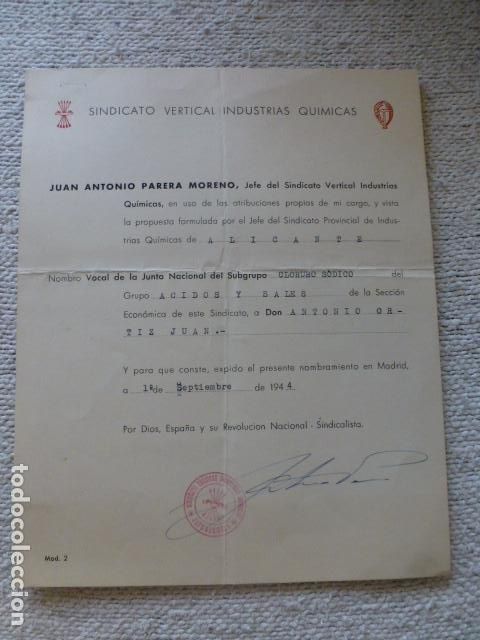 SINDICATO VERTICAL INDUSTRIAS QUIMICAS
JUAN ANTONIO PARERA MORENO, Jefe del Sindicato Vertical Industrias
Químicas, en uso de las atribuciones propias de mi cargo, y vista
la propuesta formulada por el Jefe del Sindicato Provincial de Indus-
trias Químicas de ALICANTE
Nombro Vocal de la Junta Nacional del Subgrupo CLORURO SÓDICO del
Grupo ACIDOS Y SALES de la Sección
Económica de este Sindicato, a Don ANTONIO OR-
TIZ JUAN.-
Y para que conste, expido el presente nombramiento en Madrid,
a 1º de Septiembre de 1944.
Por Dios, España y su Revolucion Nacional-Sindicalista.
Mod. 2
todocoleccion.net